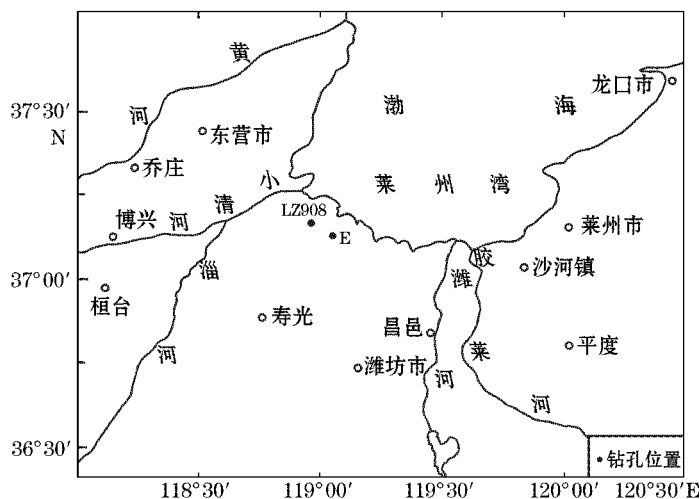 黄
河
渤 海
龙口市
37°30′
N
东营市
乔庄
莱州湾
小
清
河
博兴
LZ908
E
莱州市
胶
莱
河
沙河镇
37°00′
淄
河
桓台
寿光
潍
河
昌邑
平度
潍坊市
36°30′
钻孔位置
118°30′ 119°00′ 119°30′ 120°00′ 120°30′E